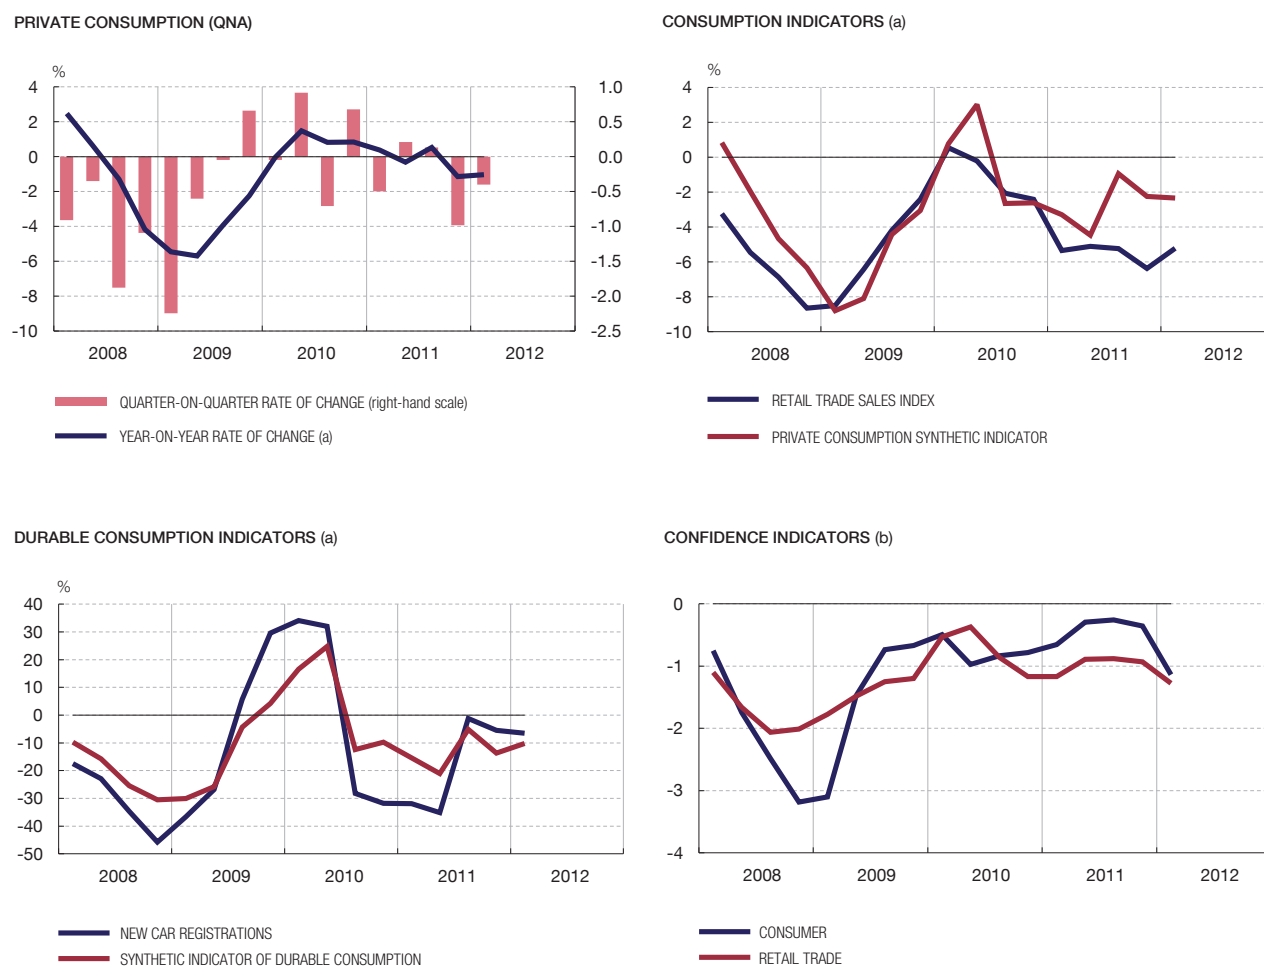 PRIVATE CONSUMPTION (QNA)
%
4
2
0
-2
-4
-6
-8
-10
1.0
0.5
0.0
-0.5
-1.0
-1.5
-2.0
-2.5
2008 2009 2010 2011 2012
QUARTER-ON-QUARTER RATE OF CHANGE (right-hand scale)
YEAR-ON-YEAR RATE OF CHANGE (a)
CONSUMPTION INDICATORS (a)
%
4
2
0
-2
-4
-6
-8
-10
2008 2009 2010 2011 2012
RETAIL TRADE SALES INDEX
PRIVATE CONSUMPTION SYNTHETIC INDICATOR
DURABLE CONSUMPTION INDICATORS (a)
%
40
30
20
10
0
-10
-20
-30
-40
-50
2008 2009 2010 2011 2012
NEW CAR REGISTRATIONS
SYNTHETIC INDICATOR OF DURABLE CONSUMPTION
CONFIDENCE INDICATORS (b)
0
-1
-2
-3
-4
2008 2009 2010 2011 2012
CONSUMER
RETAIL TRADE